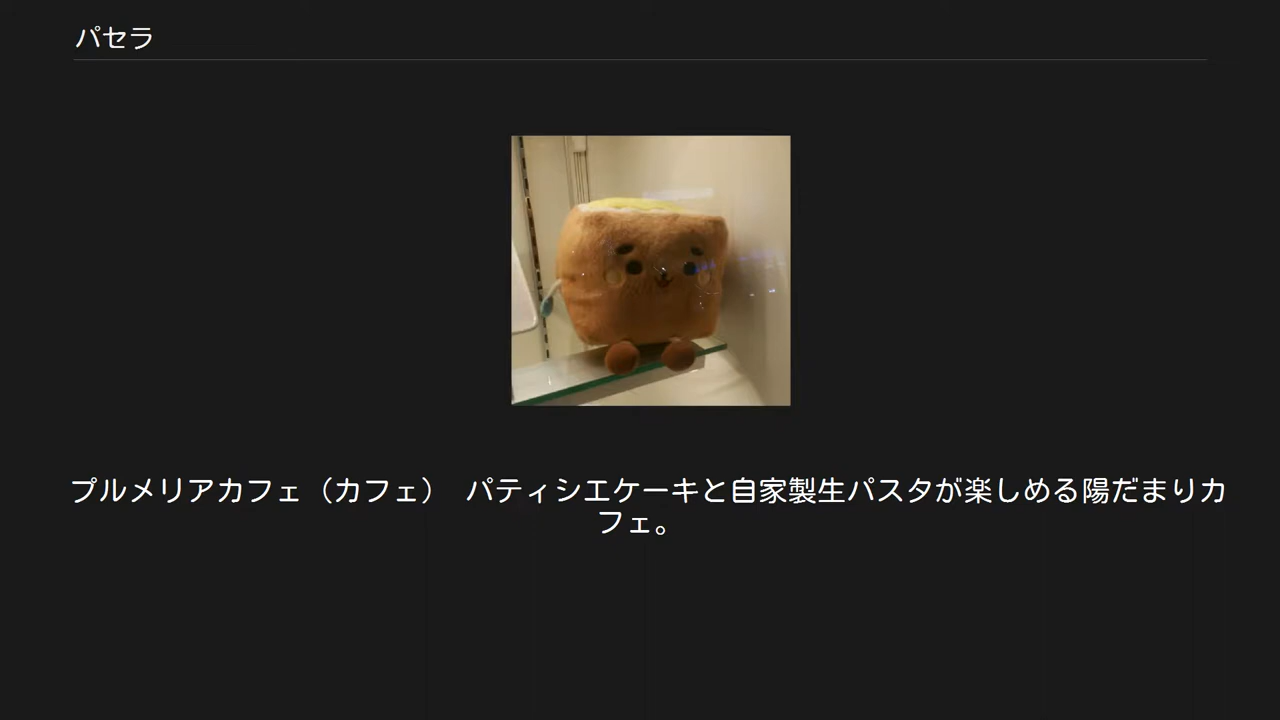 パセラ
プルメリアカフェ（カフェ）　パティシエケーキと自家製生パスタが楽しめる陽だまりカ
フェ。